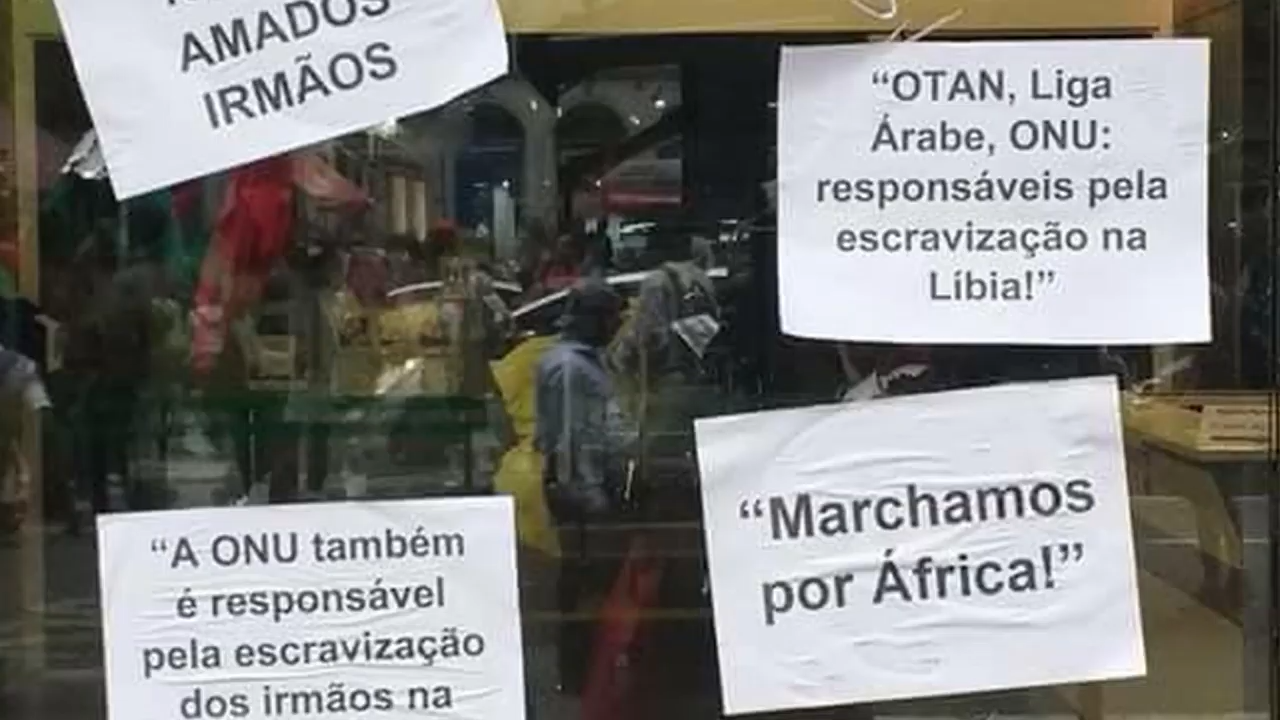 AMADOS
IRMÃOS
“OTAN, Liga
Árabe, ONU:
responsáveis pela
escravização na
Líbia!”
“Marchamos
por África!”
“A ONU também
é responsável
pela escravização
dos irmãos na